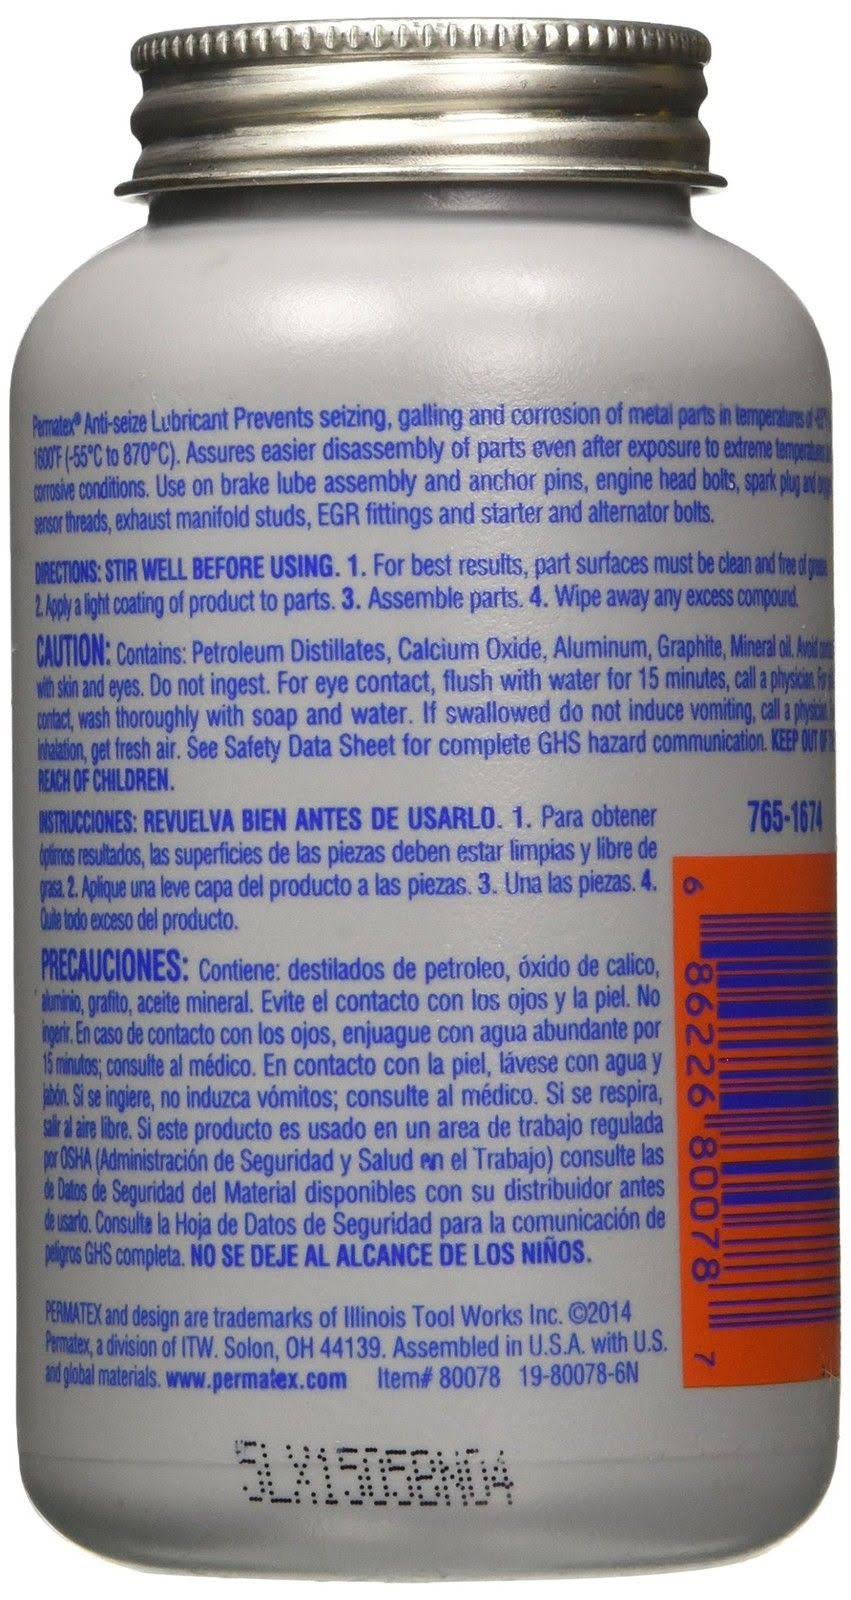 Permatex® Anti-seize Lubricant Prevents seizing, galling and corrosion of metal parts in temperatures of
1600°F (-55°C to 870°C). Assures easier disassembly of parts even after exposure to extreme temperatures
corrosive conditions. Use on brake lube assembly and anchor pins, engine head bolts, spark plug and
sensor threads, exhaust manifold studs, EGR fittings and starter and alternator bolts.
DIRECTIONS: STIR WELL BEFORE USING. 1. For best results, part surfaces must be clean and free of
2. Apply a light coating of product to parts. 3. Assemble parts. 4. Wipe away any excess compound.
CAUTION: Contains: Petroleum Distillates, Calcium Oxide, Aluminum, Graphite, Mineral oil. Avoid
with skin and eyes. Do not ingest. For eye contact, flush with water for 15 minutes, call a physician. For
contact, wash thoroughly with soap and water. If swallowed do not induce vomiting, call a physician.
inhalation, get fresh air. See Safety Data Sheet for complete GHS hazard communication. KEEP OUT OF
REACH OF CHILDREN.
INSTRUCCIONES: REVUELVA BIEN ANTES DE USARLO. 1. Para obtener
óptimos resultados, las superficies de las piezas deben estar limpias y libre de
grasa. 2. Aplique una leve capa del producto a las piezas. 3. Una las piezas. 4.
Quite todo exceso del producto.
PRECAUCIONES: Contiene: destilados de petroleo, óxido de calico,
aluminio, grafito, aceite mineral. Evite el contacto con los ojos y la piel. No
ingerir. En caso de contacto con los ojos, enjuague con agua abundante por
15 minutos; consulte al médico. En contacto con la piel, lávese con agua y
jabón. Si se ingiere, no induzca vómitos; consulte al médico. Si se respira,
salir al aire libre. Si este producto es usado en un area de trabajo regulada
por OSHA (Administración de Seguridad y Salud en el Trabajo) consulte las
de Datos de Seguridad del Material disponibles con su distribuidor antes
de usarlo. Consulte la Hoja de Datos de Seguridad para la comunicación de
peligros GHS completa. NO SE DEJE AL ALCANCE DE LOS NIÑOS.
765-1674
6 86226 80078 7
PERMATEX and design are trademarks of Illinois Tool Works Inc. ©2014
Permatex, a division of ITW. Solon, OH 44139. Assembled in U.S.A. with U.S.
and global materials. www.permatex.com Item# 80078 19-80078-6N
5LX15058N04